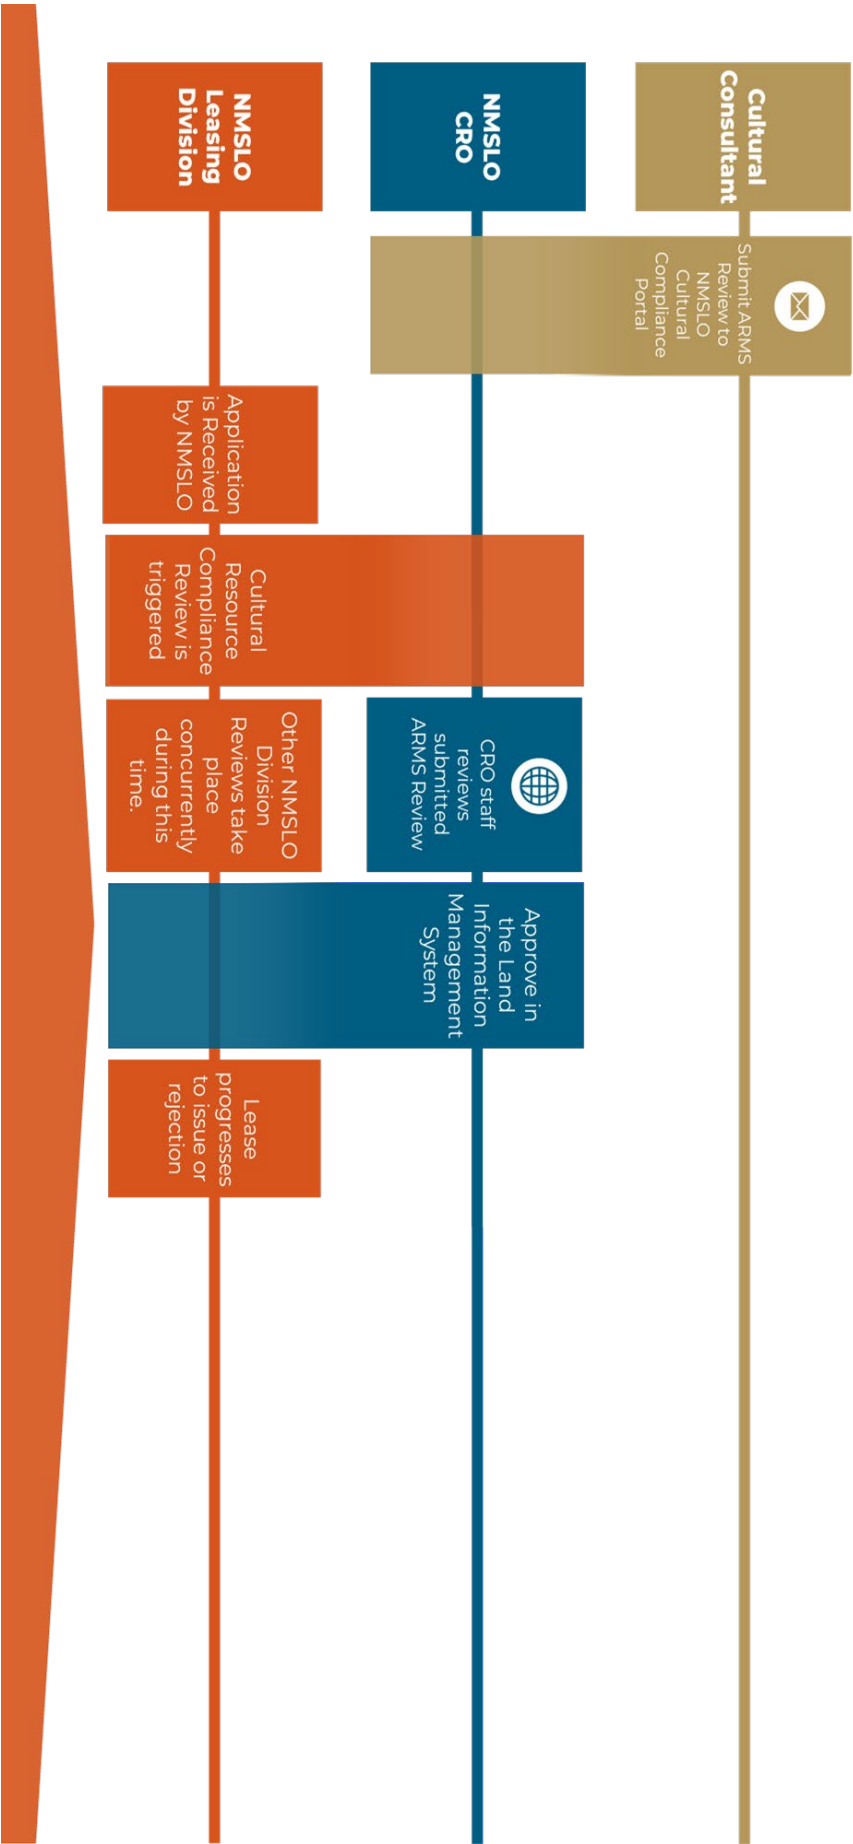 Cultural
Consultant
NMSLO
CRO
NMSLO
Leasing
Division
Submit ARMS
Review to
NMSLO
Cultural
Compliance
Portal
Application
is Received
by NMSLO
Cultural
Resource
Compliance
Review is
triggered
CRO staff
reviews
submitted
ARMS Review
Other NMSLO
Division
Reviews take
place
concurrently
during this
time.
Approve in
the Land
Information
Management
System
Lease
progresses
to issue or
rejection